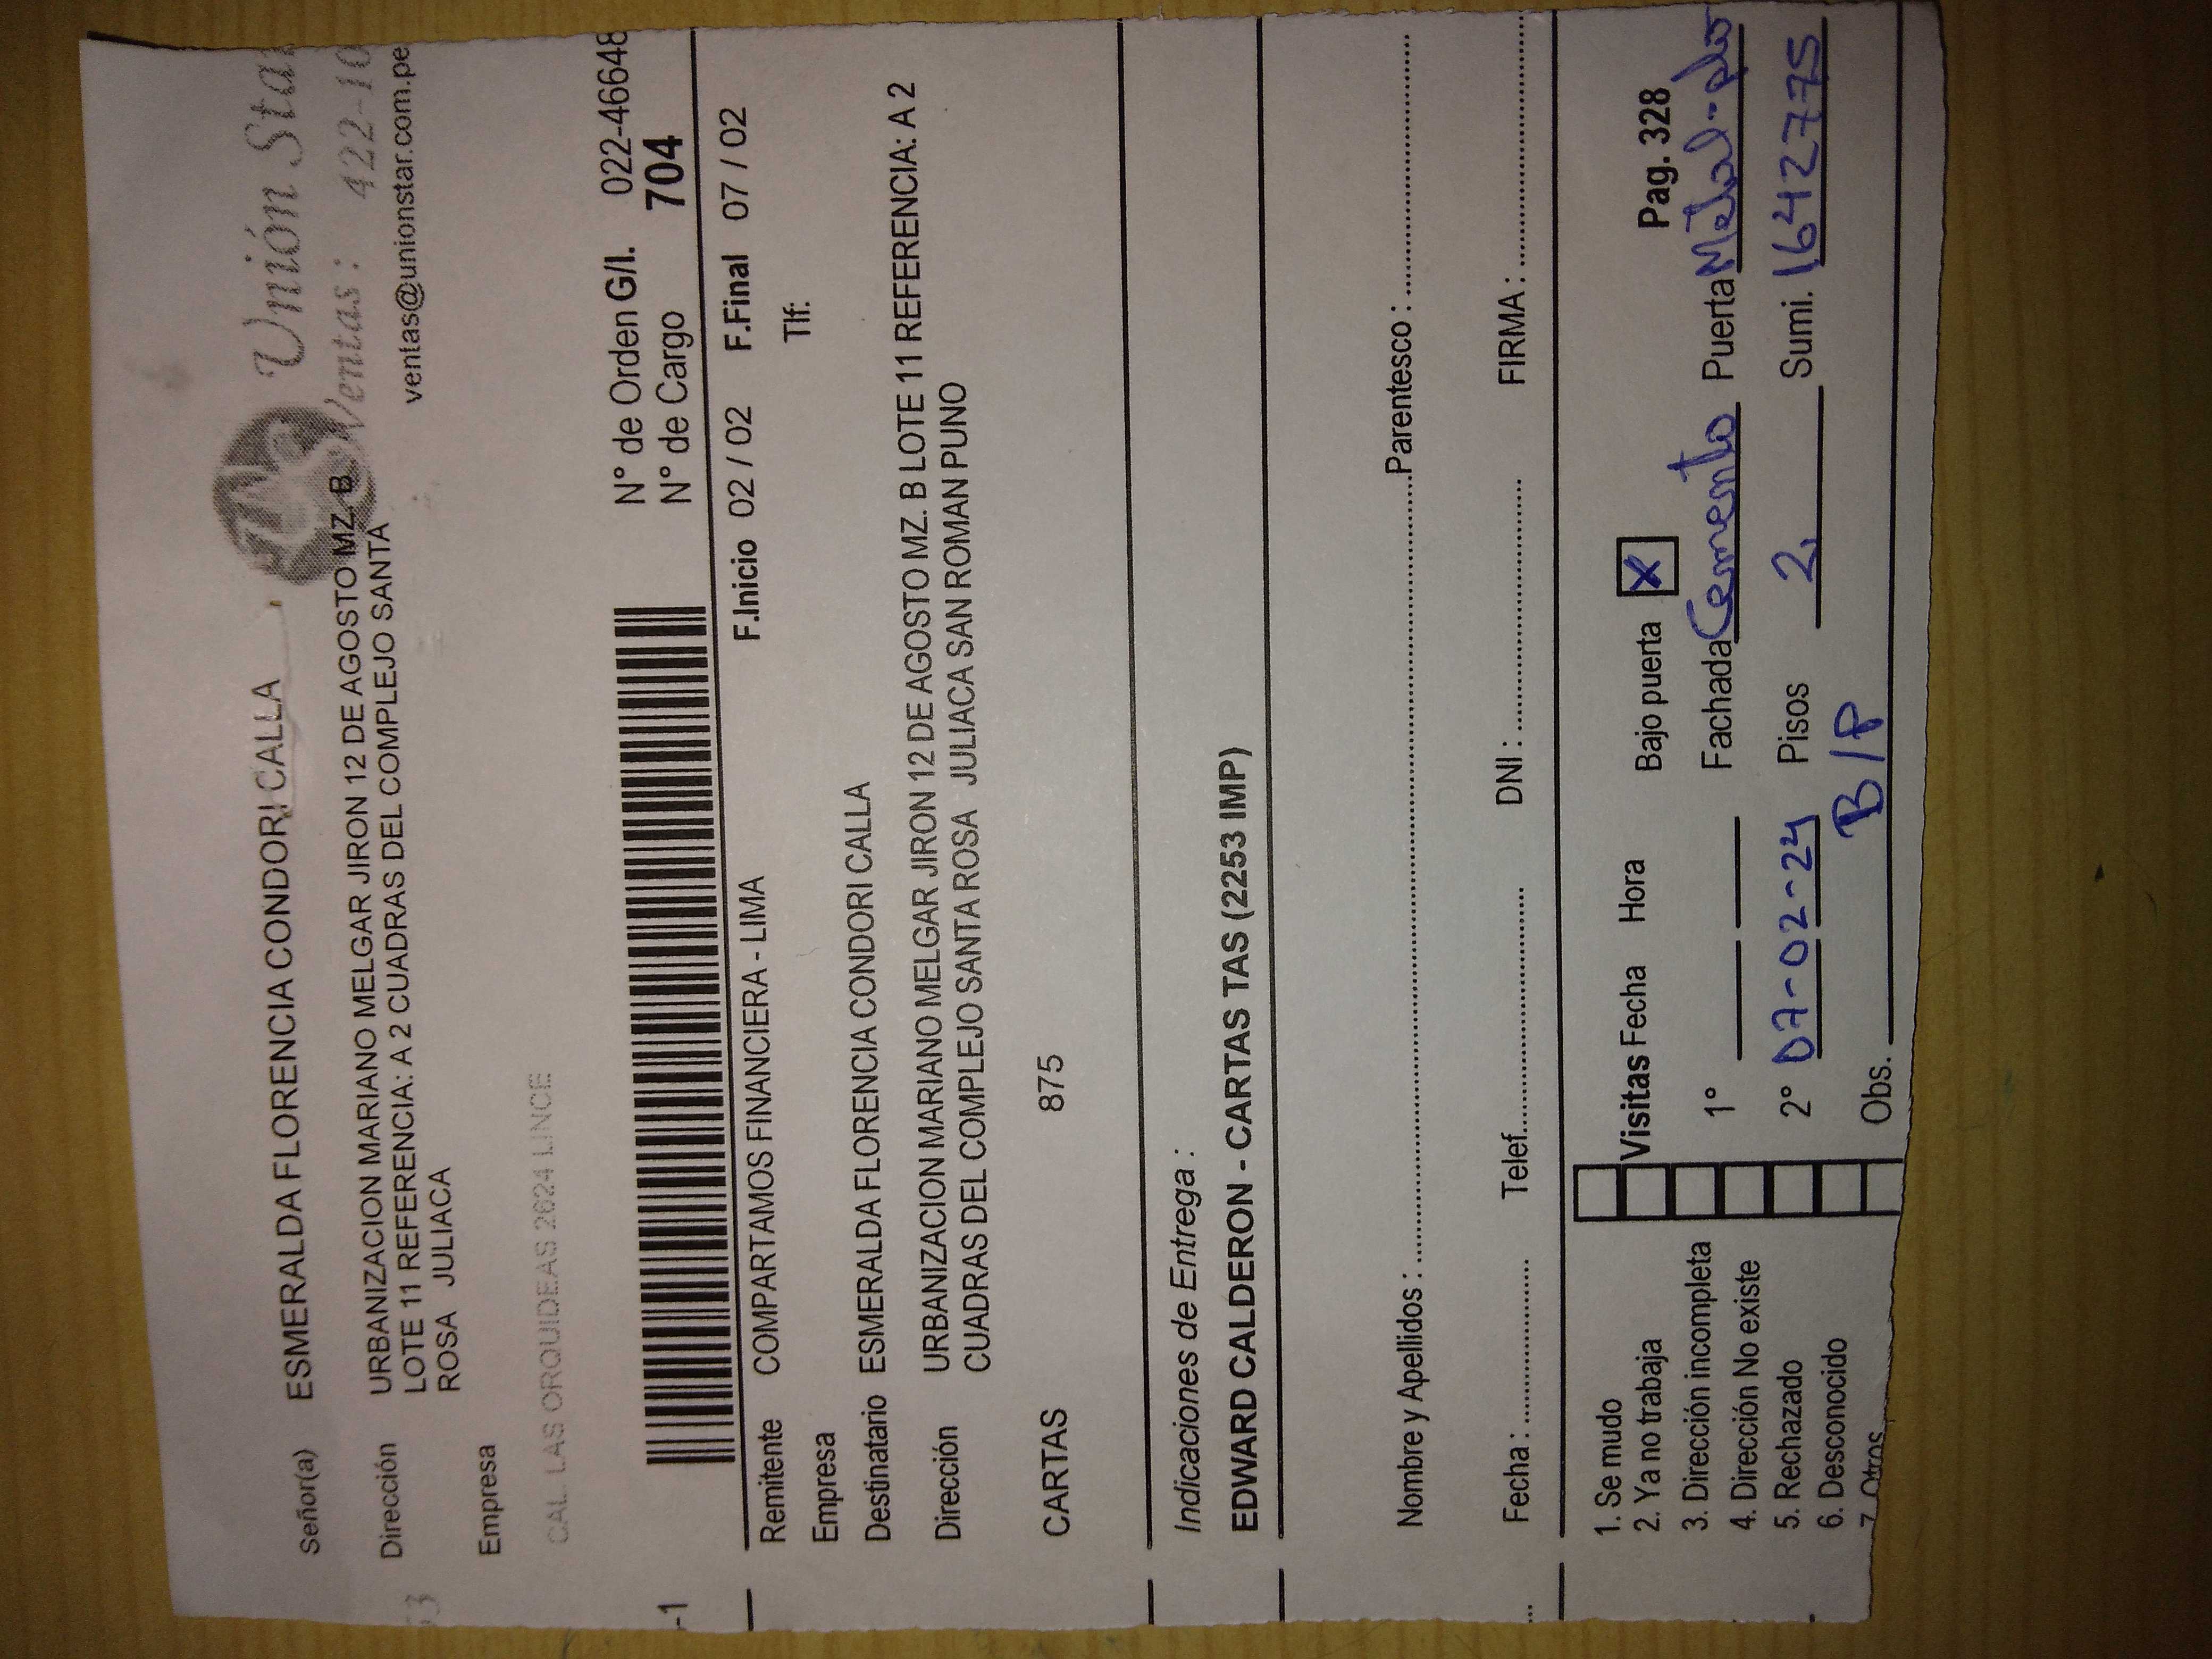 Unión Sta
Ventas: 422-10
ventas@unionstar.com.pe
Señor(a) ESMERALDA FLORENCIA CONDORI CALLA
Dirección URBANIZACION MARIANO MELGAR JIRON 12 DE AGOSTO MZ. B
LOTE 11 REFERENCIA: A 2 CUADRAS DEL COMPLEJO SANTA
ROSA JULIACA
Empresa
CAL. LAS ORQUIDEAS 2624 LINCE
N° de Orden G/I. 022-46648
N° de Cargo 704
-1
F.Inicio 02 / 02 F.Final 07 / 02
Remitente COMPARTAMOS FINANCIERA - LIMA
Tlf:
Empresa
Destinatario ESMERALDA FLORENCIA CONDORI CALLA
Dirección URBANIZACION MARIANO MELGAR JIRON 12 DE AGOSTO MZ. B LOTE 11 REFERENCIA: A 2
CUADRAS DEL COMPLEJO SANTA ROSA JULIACA SAN ROMAN PUNO
CARTAS 875
Indicaciones de Entrega :
EDWARD CALDERON - CARTAS TAS (2253 IMP)
Nombre y Apellidos : Parentesco :
Fecha : Telef. DNI : FIRMA :
1. Se mudo
2. Ya no trabaja
3. Dirección incompleta
4. Dirección No existe
5. Rechazado
6. Desconocido
7. Otros
Visitas Fecha Hora Bajo puerta X Pag. 328
1° Fachada Cemento Puerta Metal-
2° 07-02-24 Pisos 2 Sumi. 1642775
Obs. B/P